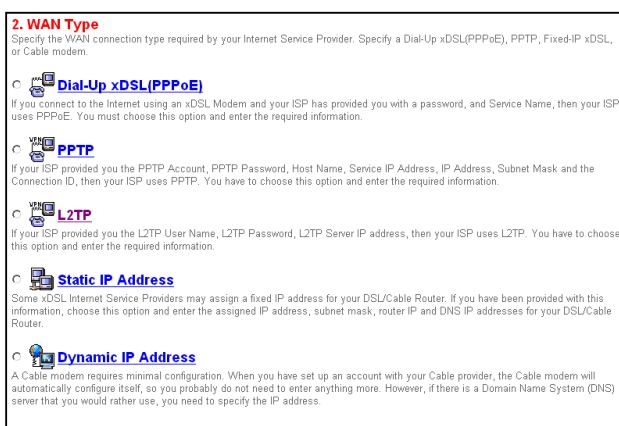 2. WAN Type
Specify the WAN connection type required by your Internet Service Provider. Specify a Dial-Up xDSL(PPPoE), PPTP, Fixed-IP xDSL,
or Cable modem.
Dial-Up xDSL(PPPoE)
If you connect to the Internet using an xDSL Modem and your ISP has provided you with a password, and Service Name, then your ISP
uses PPPoE. You must choose this option and enter the required information.
VPN
PPTP
If your ISP provided you the PPTP Account, PPTP Password, Host Name, Service IP Address, IP Address, Subnet Mask and the
Connection ID, then your ISP uses PPTP. You have to choose this option and enter the required information.
VPN
L2TP
If your ISP provided you the L2TP User Name, L2TP Password, L2TP Server IP address, then your ISP uses L2TP. You have to choose
this option and enter the required information.
Static IP Address
Some xDSL Internet Service Providers may assign a fixed IP address for your DSL/Cable Router. If you have been provided with this
information, choose this option and enter the assigned IP address, subnet mask, router IP and DNS IP addresses for your DSL/Cable
Router.
Dynamic IP Address
A Cable modem requires minimal configuration. When you have set up an account with your Cable provider, the Cable modem will
automatically configure itself, so you probably do not need to enter anything more. However, if there is a Domain Name System (DNS)
server that you would rather use, you need to specify the IP address.